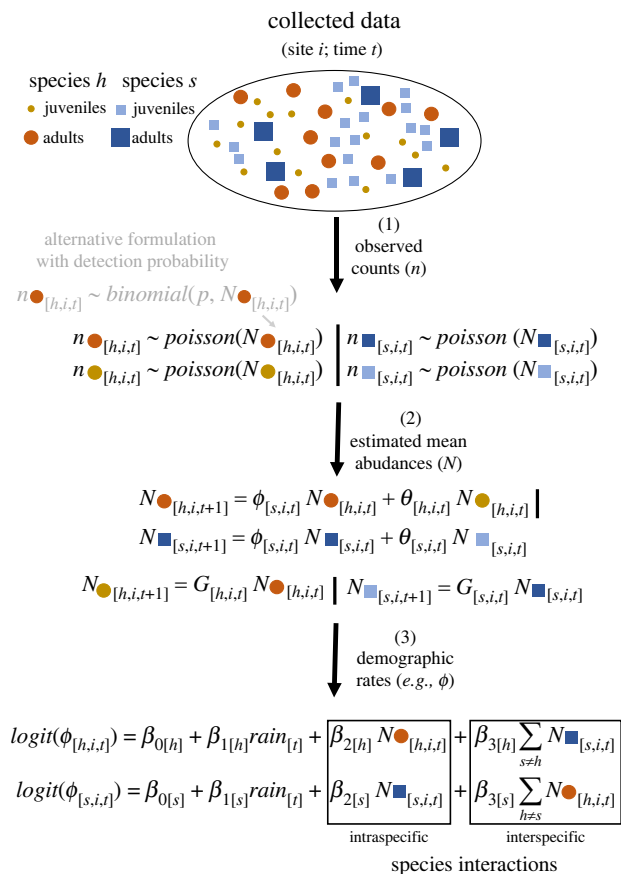 collected data
(site i; time t)
species h species s
juveniles juveniles
adults adults
(1)
observed
counts (n)
alternative formulation
with detection probability
n●[h,i,t] ~ binomial(p, N●[h,i,t])
n●[h,i,t] ~ poisson(N●[h,i,t]) | n■[s,i,t] ~ poisson (N■[s,i,t])
n●[h,i,t] ~ poisson(N●[h,i,t]) | n■[s,i,t] ~ poisson (N■[s,i,t])
(2)
estimated mean
abudances (N)
N●[h,i,t+1] = ϕ[s,i,t] N●[h,i,t] + θ[h,i,t] N●[h,i,t] |
N■[s,i,t+1] = ϕ[s,i,t] N■[s,i,t] + θ[s,i,t] N■[s,i,t]
N●[h,i,t+1] = G[h,i,t] N●[h,i,t] | N■[s,i,t+1] = G[s,i,t] N■[s,i,t]
(3)
demographic
rates (e.g., ϕ)
logit(ϕ[h,i,t]) = β0[h] + β1[h]rain[t] + β2[h] N●[h,i,t] + β3[h] ∑ s≠h N■[s,i,t]
logit(ϕ[s,i,t]) = β0[s] + β1[s]rain[t] + β2[s] N■[s,i,t] + β3[s] ∑ h≠s N●[h,i,t]
intraspecific interspecific
species interactions